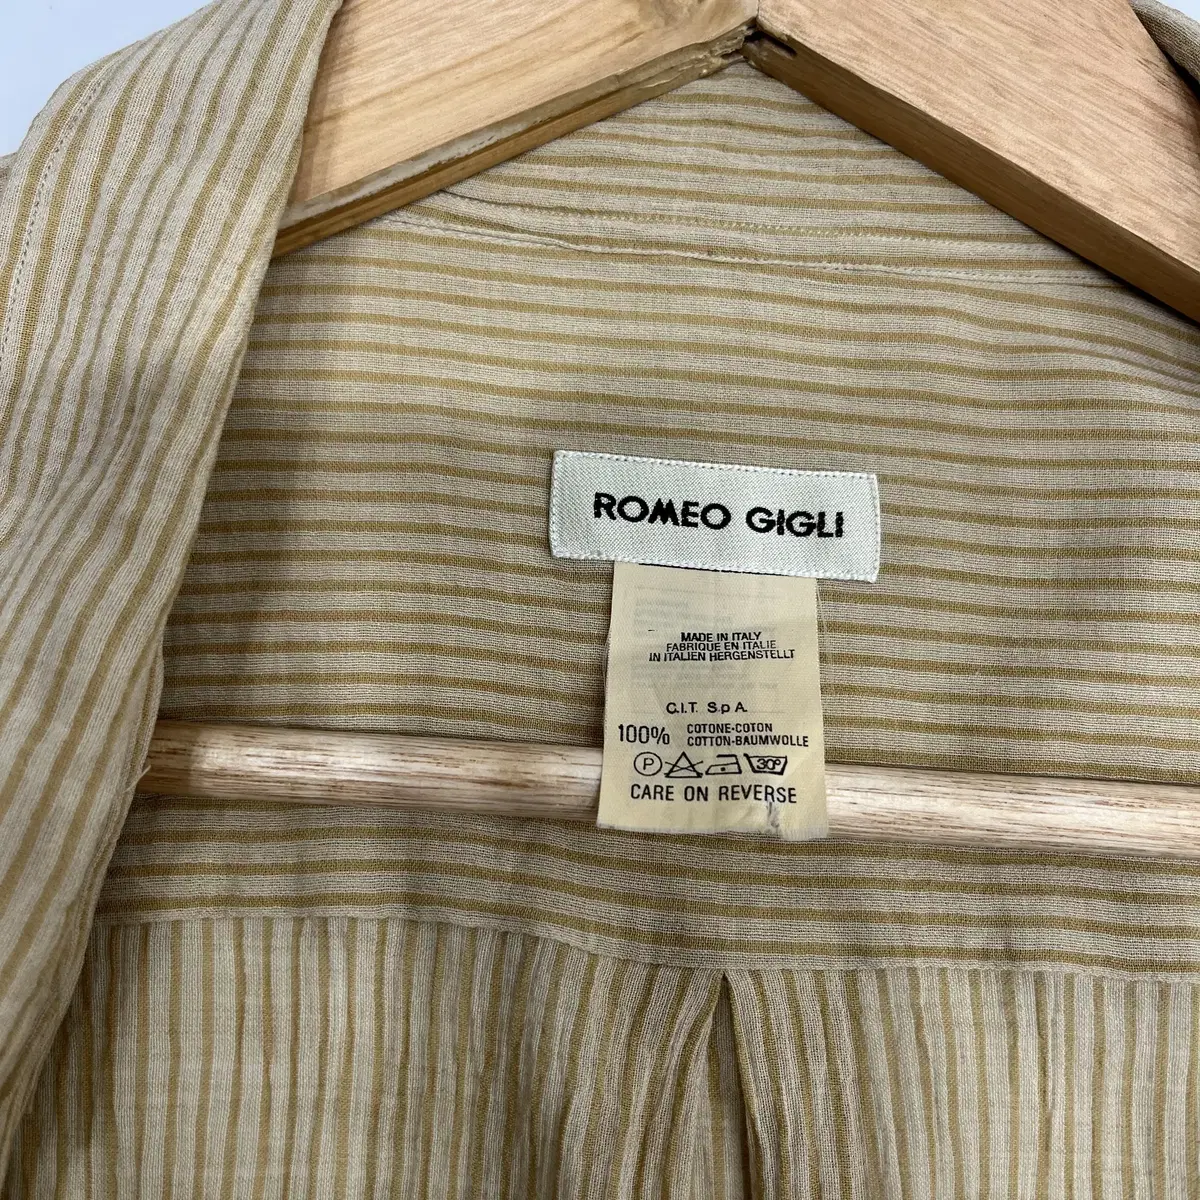 ROMEO GIGLI
MADE IN ITALY
FABRIQUE EN ITALIE
IN ITALIEN HERGENSTELLT
C.I.T. S.p.A.
100% COTONE-COTON
COTTON-BAUMWOLLE
P 30°
CARE ON REVERSE